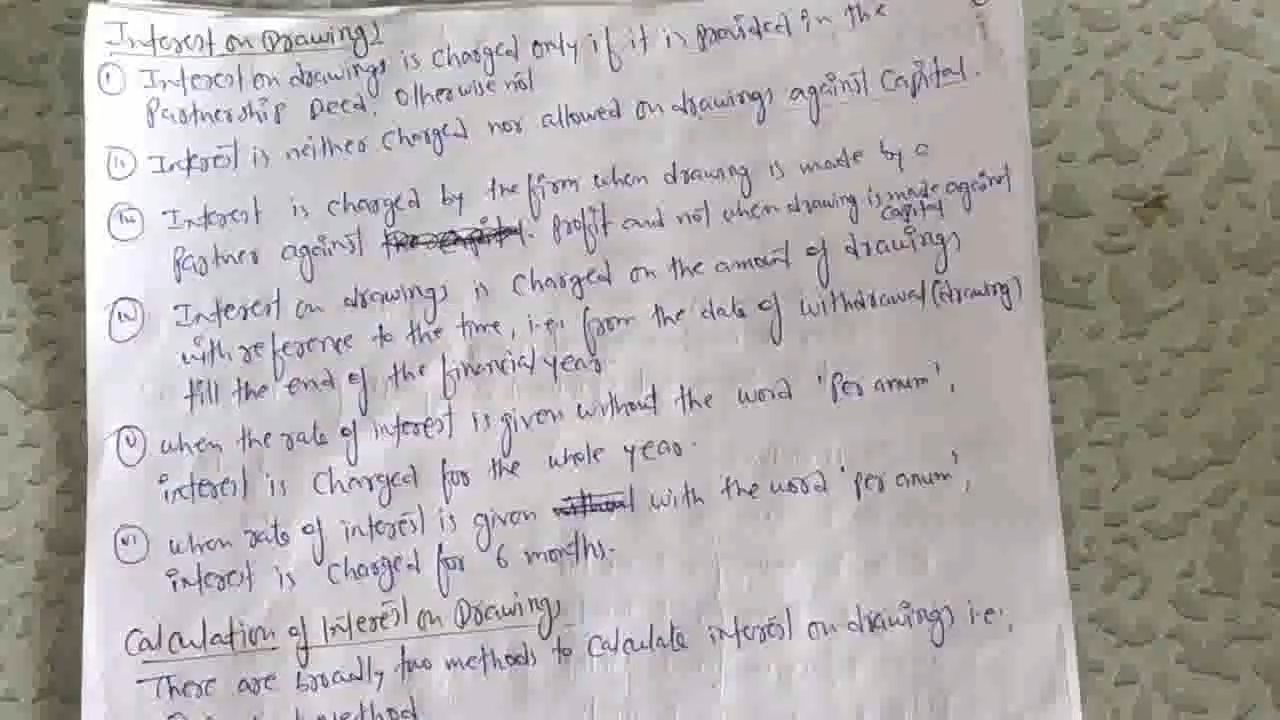 Interest on Drawings
(i) Interest on drawings is charged only if it is provided in the
Partnership Deed. Otherwise not
(ii) Interest is neither charged nor allowed on drawings against Capital.
(iii) Interest is charged by the firm when drawing is made by a
Partner against profit and not when drawing is made against
capital
(iv) Interest on drawings is charged on the amount of drawings
with reference to the time, i.e. from the date of withdrawal (drawing)
till the end of the financial year.
(v) when the rate of interest is given without the word 'per anum',
interest is charged for the whole year.
(vi) when rate of interest is given with the word 'per anum',
interest is charged for 6 months.
Calculation of Interest on Drawings
There are broadly two methods to calculate interest on drawings i.e.
method